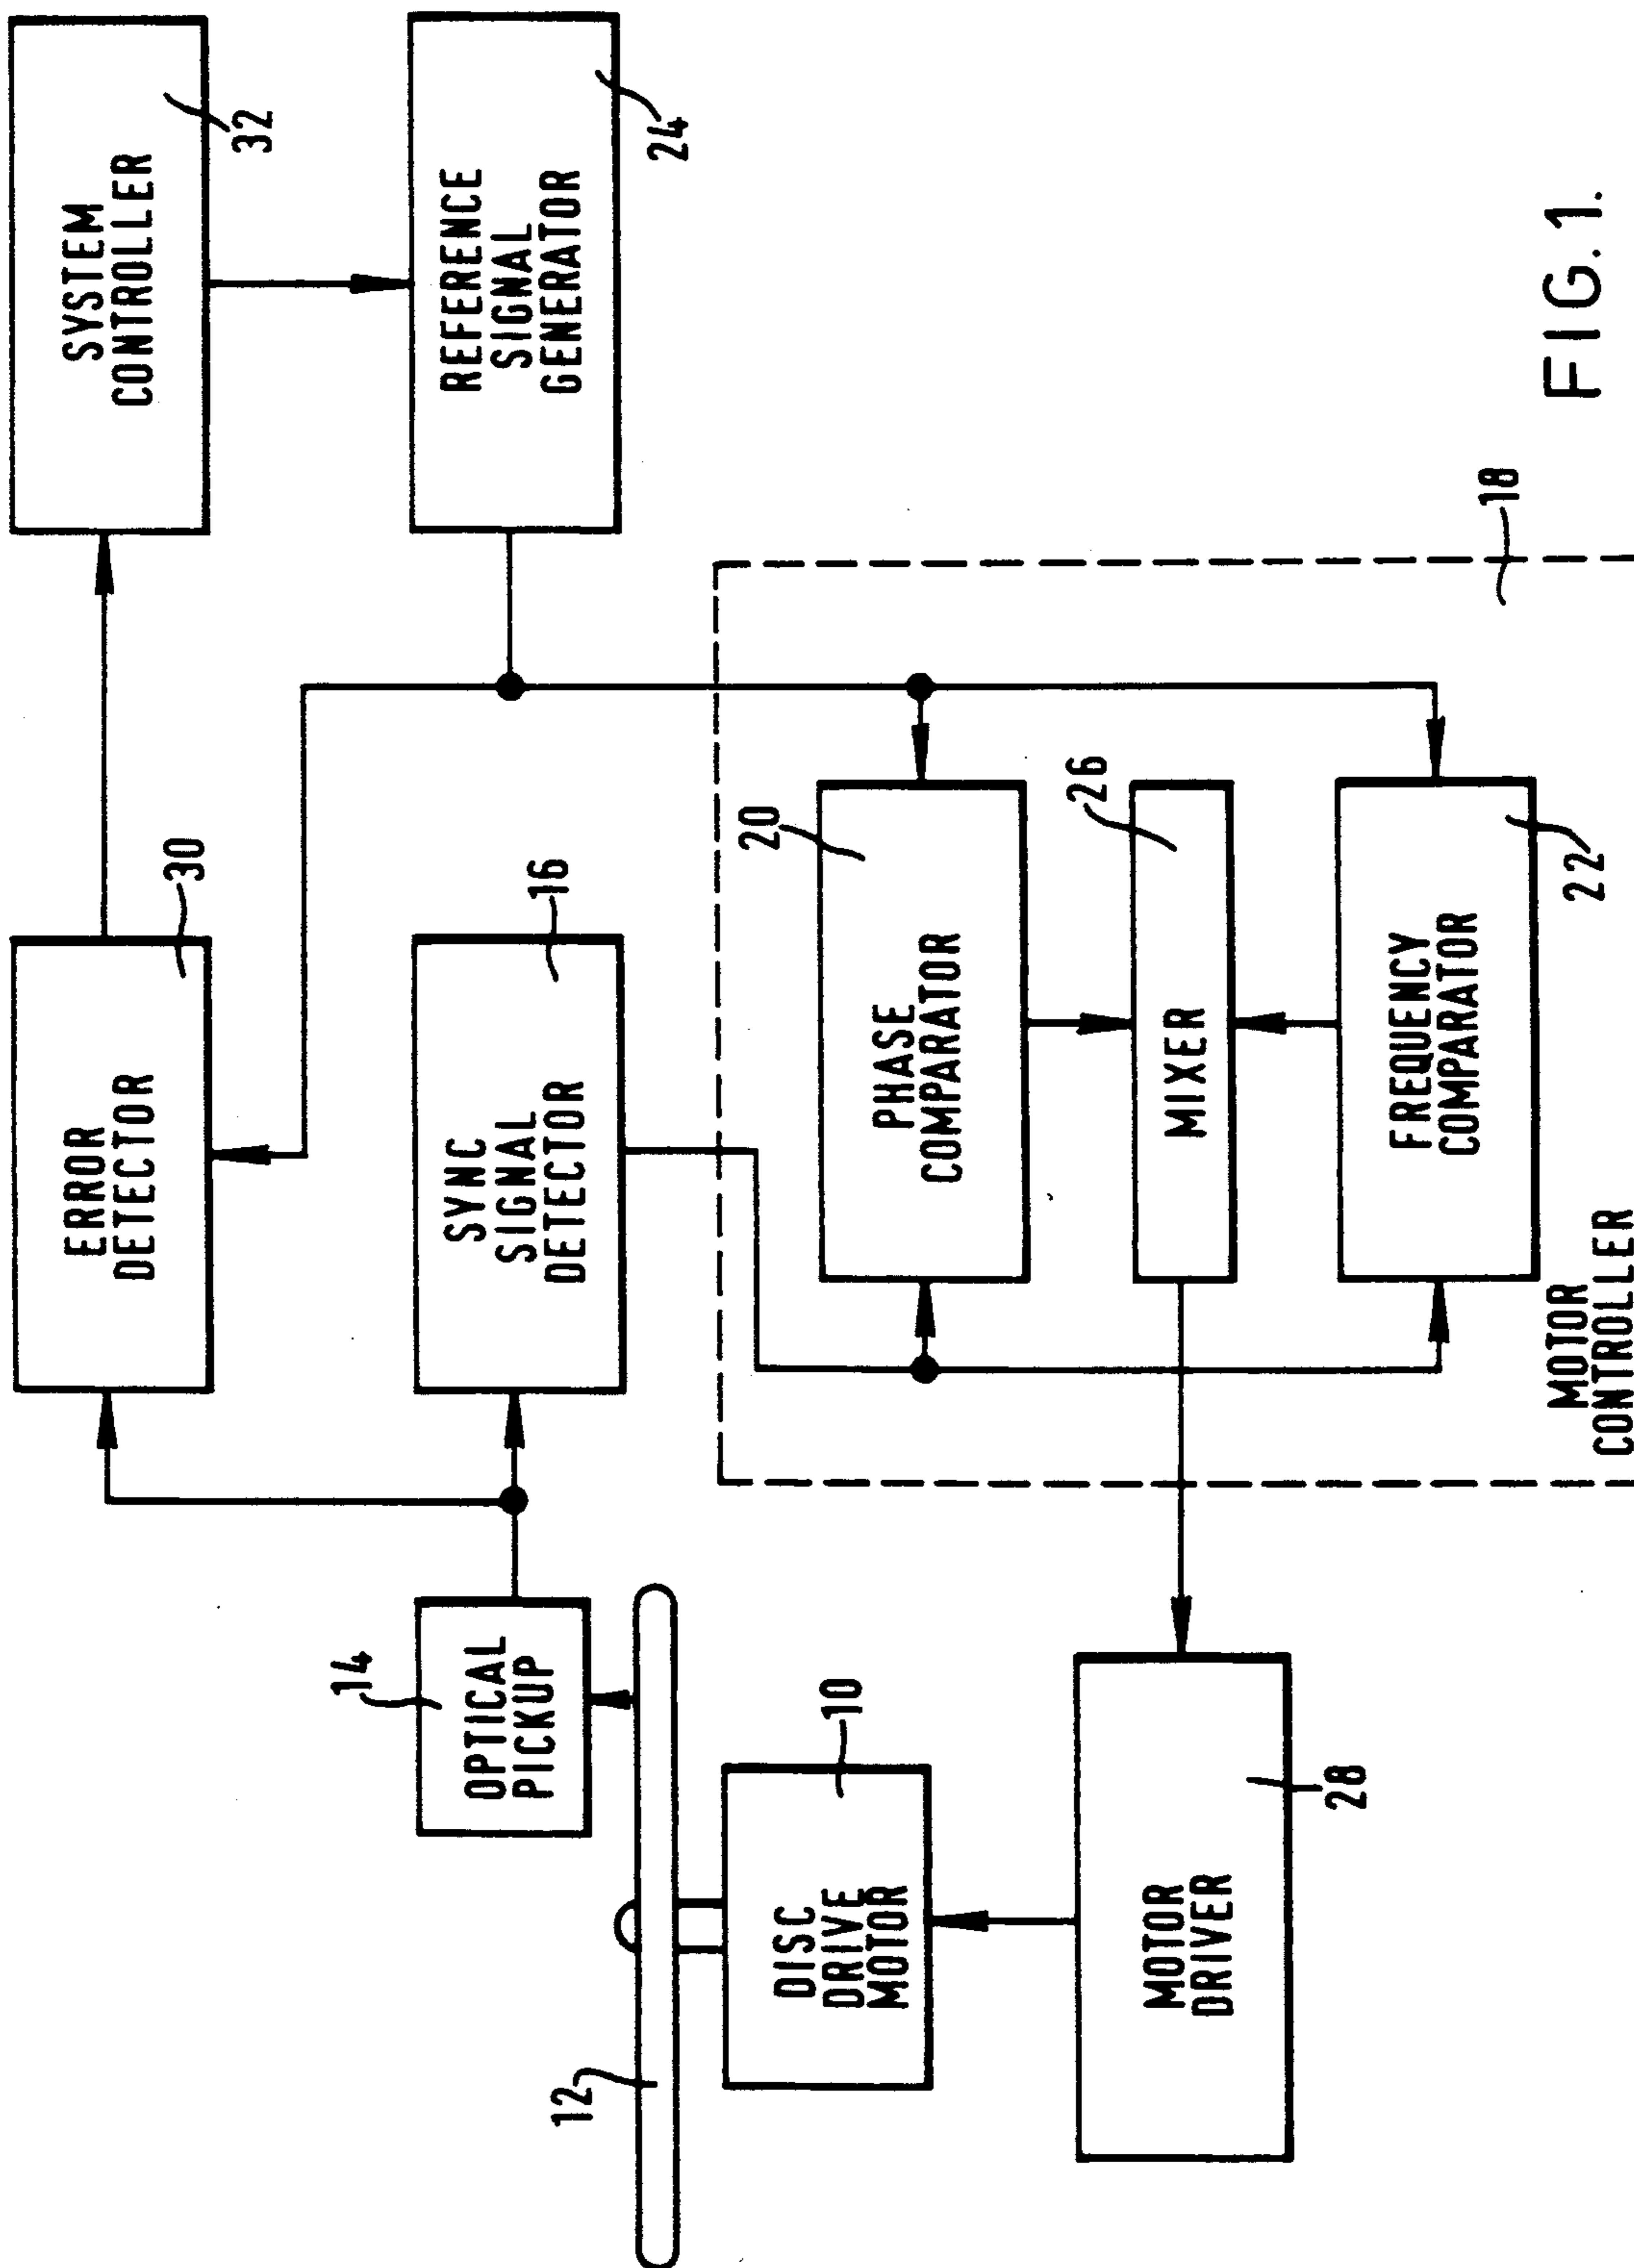 SYSTEM
CONTROLLER
32
REFERENCE
SIGNAL
GENERATOR
24
ERROR
DETECTOR
30
SYNC
SIGNAL
DETECTOR
16
OPTICAL
PICKUP
14
12
DISC
DRIVE
MOTOR
10
MOTOR
DRIVER
28
PHASE
COMPARATOR
20
MIXER
26
FREQUENCY
COMPARATOR
22
MOTOR
CONTROLLER
18
FIG.1.